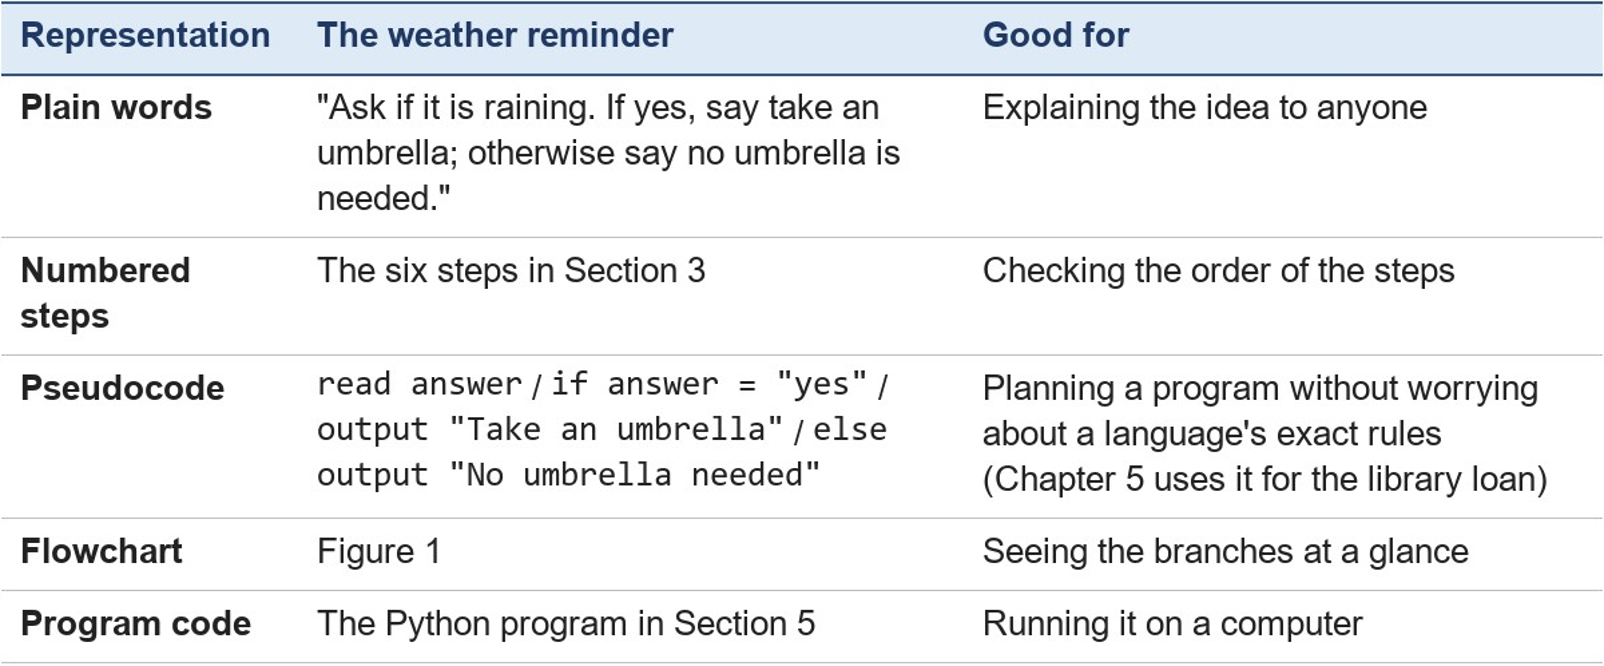 Representation The weather reminder Good for
Plain words "Ask if it is raining. If yes, say take an Explaining the idea to anyone
umbrella; otherwise say no umbrella is
needed."
Numbered The six steps in Section 3 Checking the order of the steps
steps
Pseudocode read answer / if answer = "yes" / Planning a program without worrying
output "Take an umbrella" / else about a language's exact rules
output "No umbrella needed" (Chapter 5 uses it for the library loan)
Flowchart Figure 1 Seeing the branches at a glance
Program code The Python program in Section 5 Running it on a computer